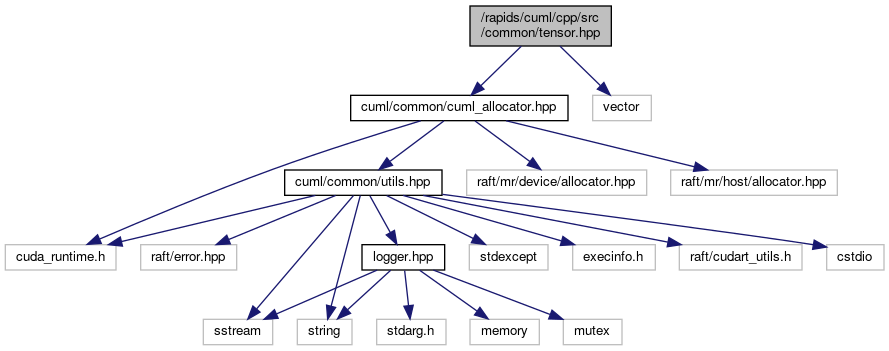 /rapids/cuml/cpp/src
/common/tensor.hpp
cuml/common/cuml_allocator.hpp
vector
cuml/common/utils.hpp
raft/mr/device/allocator.hpp
raft/mr/host/allocator.hpp
cuda_runtime.h
raft/error.hpp
logger.hpp
stdexcept
execinfo.h
raft/cudart_utils.h
cstdio
sstream
string
stdarg.h
memory
mutex